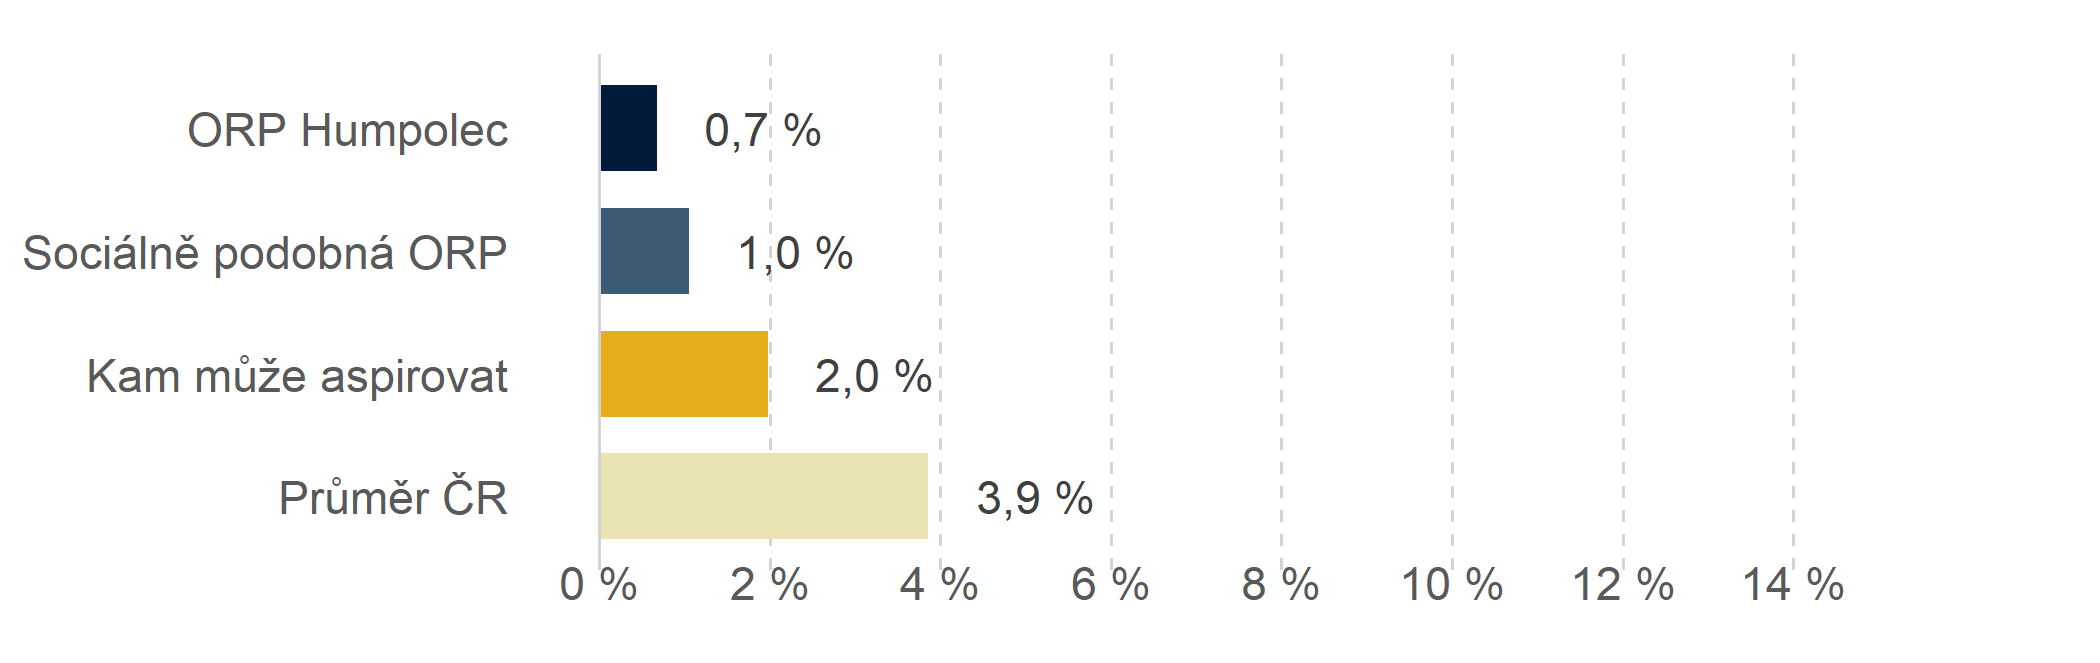 ORP Humpolec 0,7 %
Sociálně podobná ORP 1,0 %
Kam může aspirovat 2,0 %
Průměr ČR 3,9 %
0 % 2 % 4 % 6 % 8 % 10 % 12 % 14 %